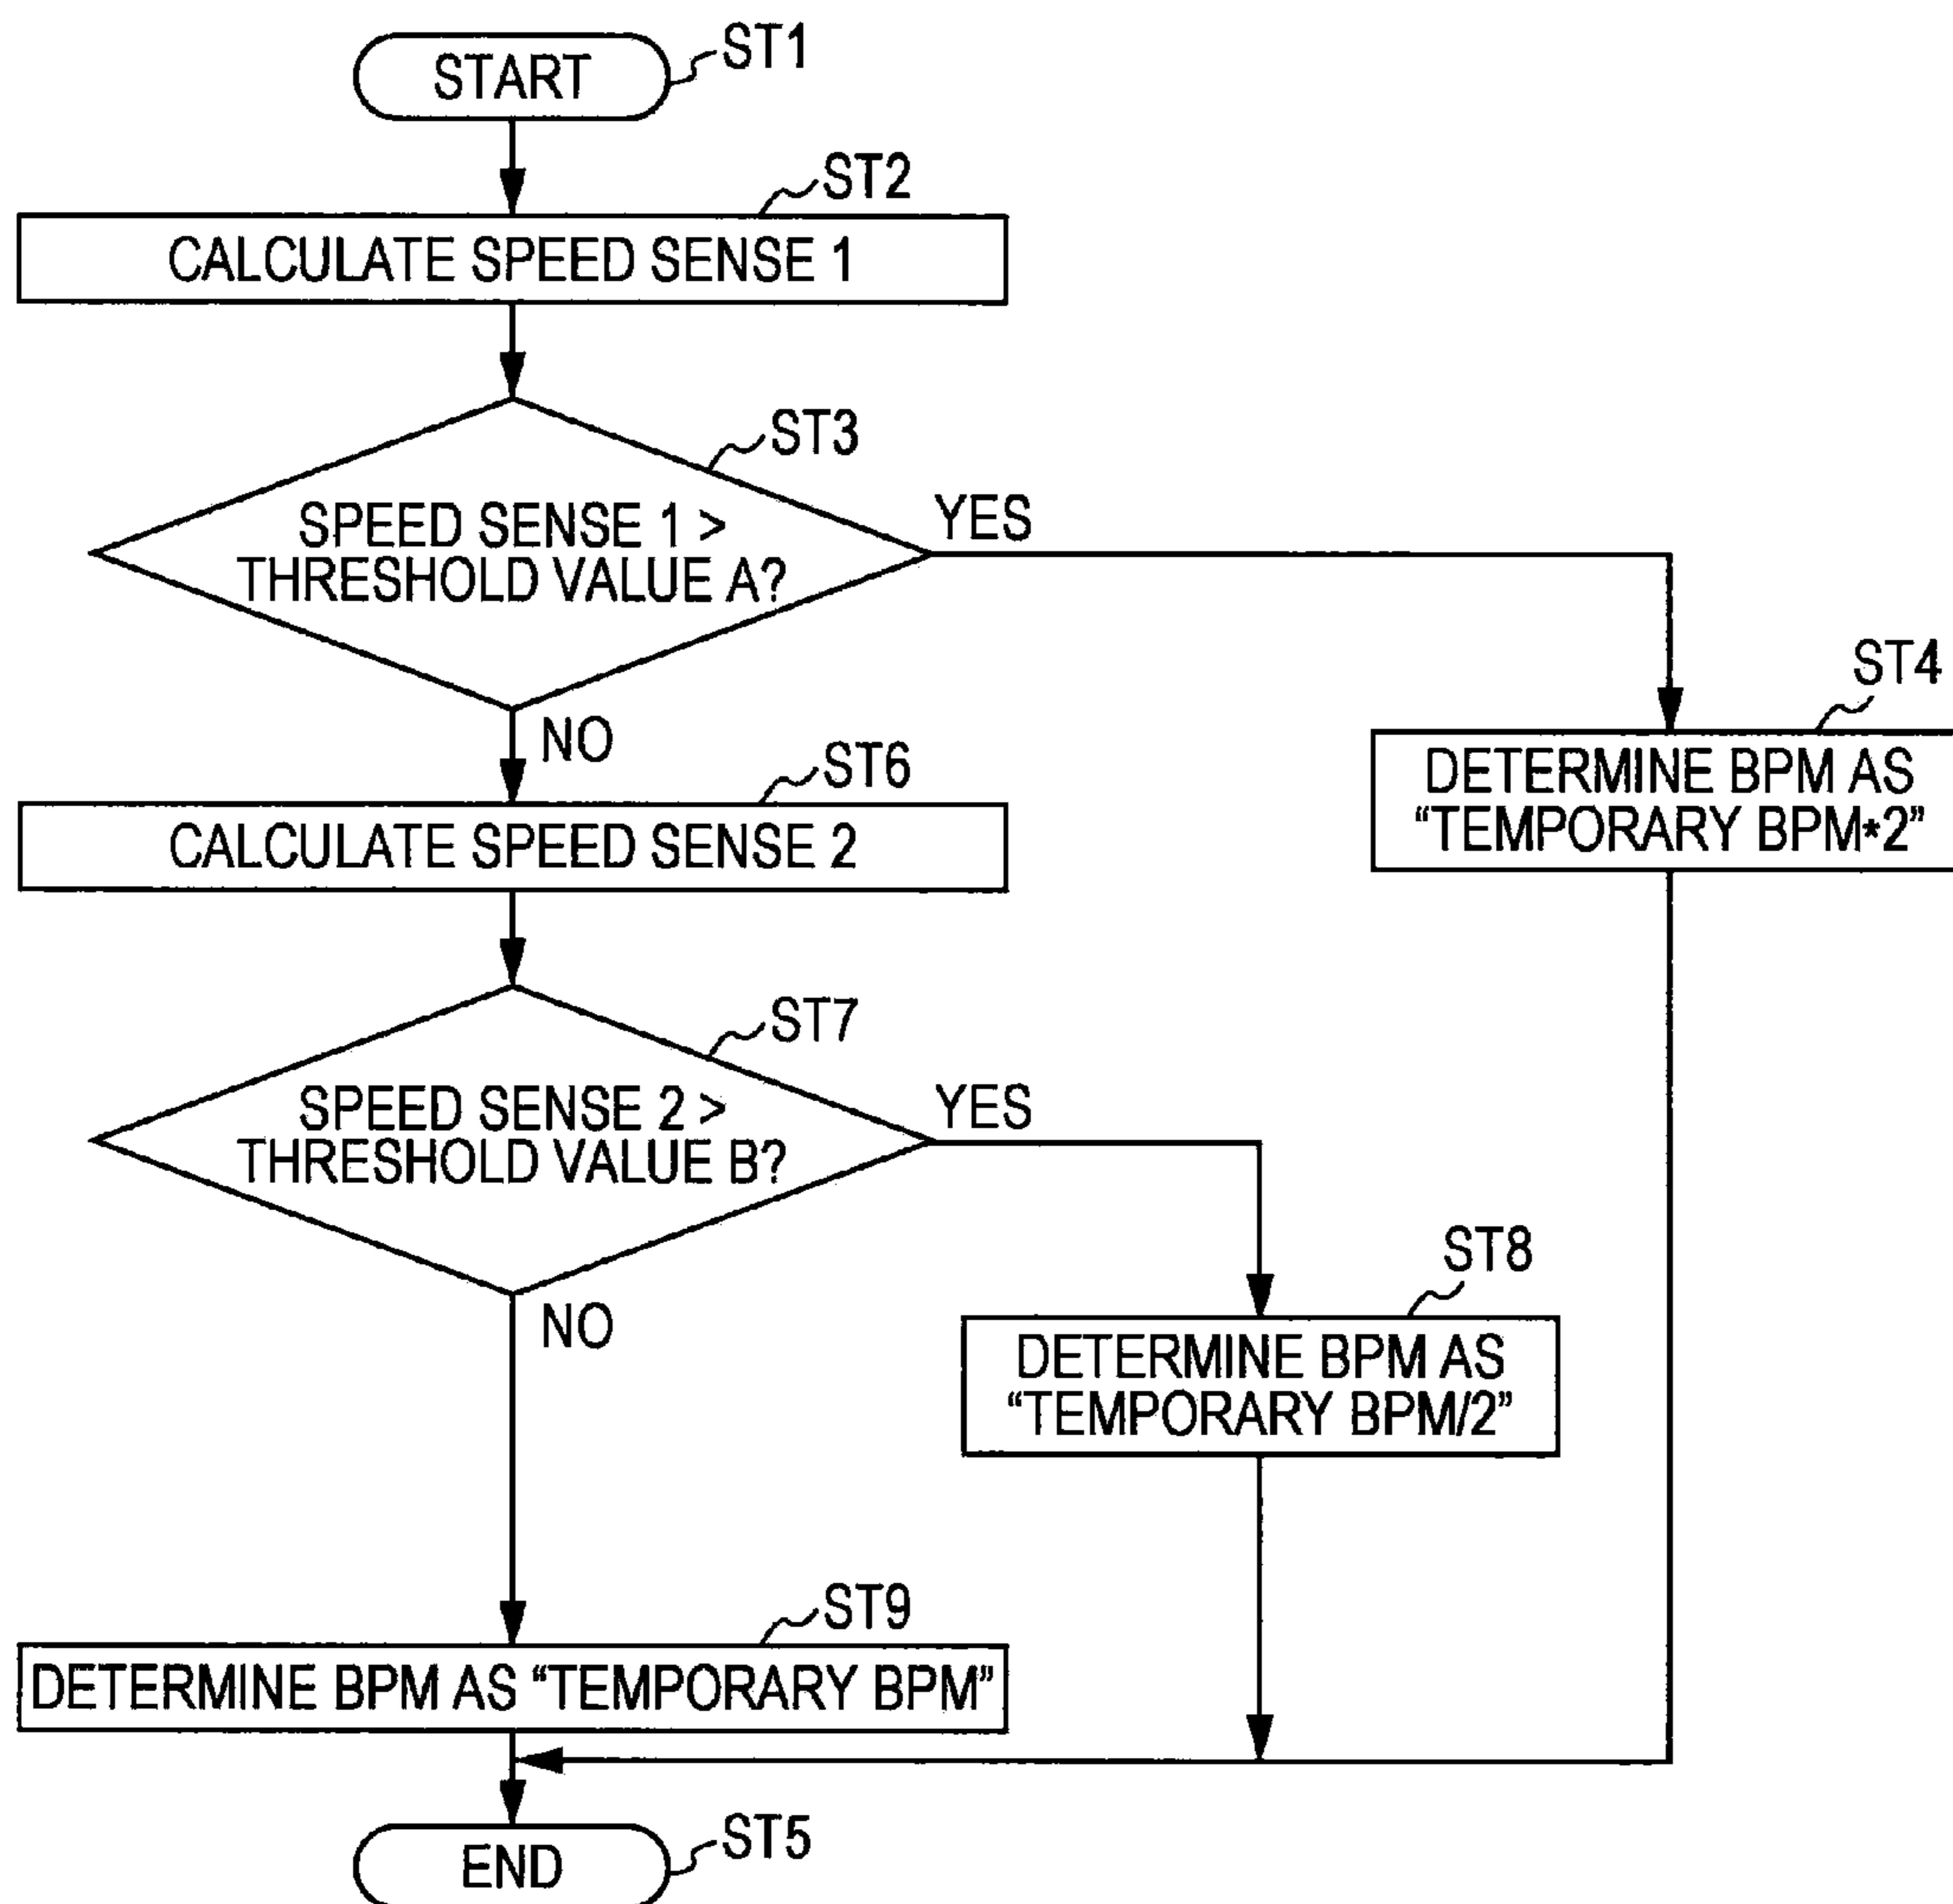 START
ST1
ST2
CALCULATE SPEED SENSE 1
ST3
SPEED SENSE 1 >
THRESHOLD VALUE A?
YES
NO
ST4
DETERMINE BPM AS
“TEMPORARY BPM*2”
ST6
CALCULATE SPEED SENSE 2
ST7
SPEED SENSE 2 >
THRESHOLD VALUE B?
YES
NO
ST8
DETERMINE BPM AS
“TEMPORARY BPM/2”
ST9
DETERMINE BPM AS “TEMPORARY BPM”
END
ST5